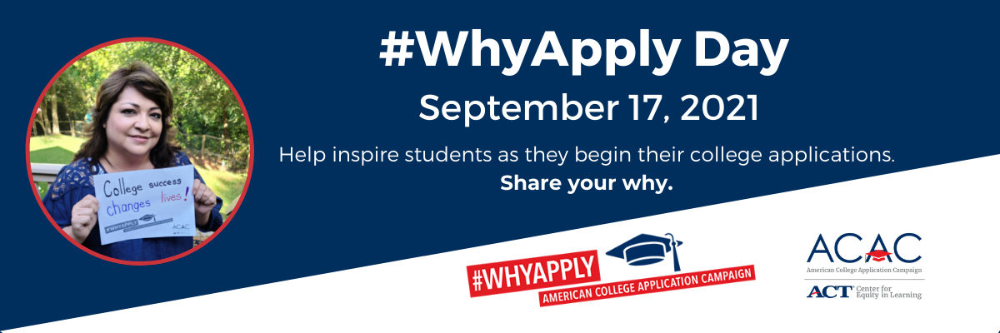 #WhyApply Day
September 17, 2021
Help inspire students as they begin their college applications.
Share your why.
College success
changes lives!
#WHYAPPLY
ACAC
#WHYAPPLY
AMERICAN COLLEGE APPLICATION CAMPAIGN
ACAC
American College Application Campaign
ACT® Center for
Equity in Learning